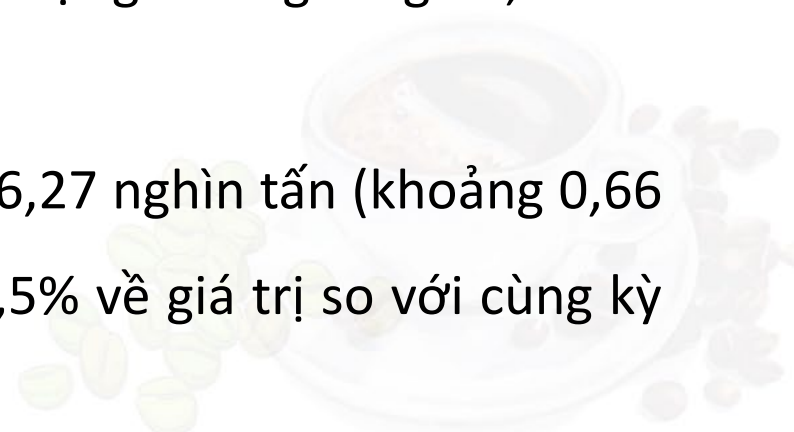 6,27 nghìn tấn (khoảng 0,66
,5% về giá trị so với cùng kỳ